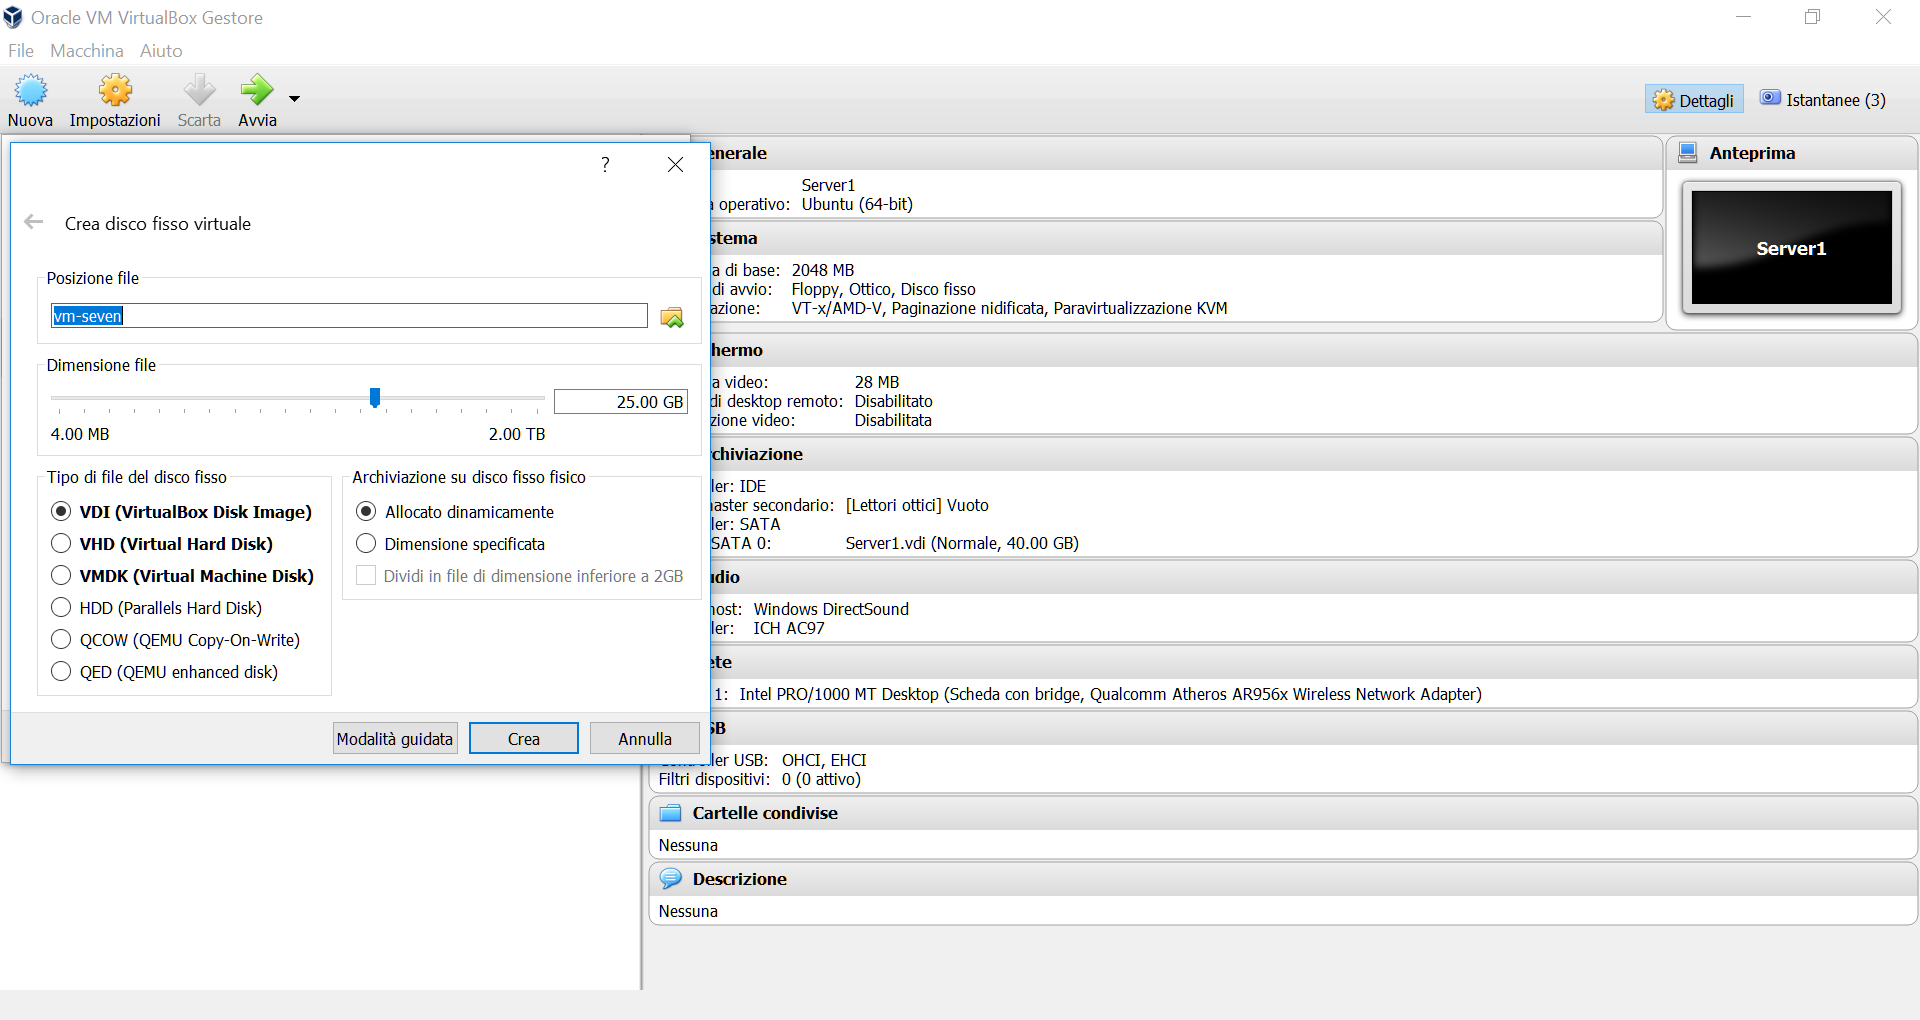 Oracle VM VirtualBox Gestore
File Macchina Aiuto
Nuova Impostazioni Scarta Avvia
Dettagli Istantanee (3)
?
Crea disco fisso virtuale
Posizione file
vm-seven
Dimensione file
25.00 GB
4.00 MB 2.00 TB
Tipo di file del disco fisso
VDI (VirtualBox Disk Image)
VHD (Virtual Hard Disk)
VMDK (Virtual Machine Disk)
HDD (Parallels Hard Disk)
QCOW (QEMU Copy-On-Write)
QED (QEMU enhanced disk)
Archiviazione su disco fisso fisico
Allocato dinamicamente
Dimensione specificata
Dividi in file di dimensione inferiore a 2GB
Modalità guidata Crea Annulla
enerale
Server1
operativo: Ubuntu (64-bit)
stema
a di base: 2048 MB
di avvio: Floppy, Ottico, Disco fisso
azione: VT-x/AMD-V, Paginazione nidificata, Paravirtualizzazione KVM
Anteprima
Server1
hermo
a video: 28 MB
di desktop remoto: Disabilitato
zione video: Disabilitata
chiviazione
ler: IDE
aster secondario: [Lettori ottici] Vuoto
ler: SATA
SATA 0: Server1.vdi (Normale, 40.00 GB)
udio
host: Windows DirectSound
ler: ICH AC97
ete
1: Intel PRO/1000 MT Desktop (Scheda con bridge, Qualcomm Atheros AR956x Wireless Network Adapter)
SB
ler USB: OHCI, EHCI
Filtri dispositivi: 0 (0 attivo)
Cartelle condivise
Nessuna
Descrizione
Nessuna